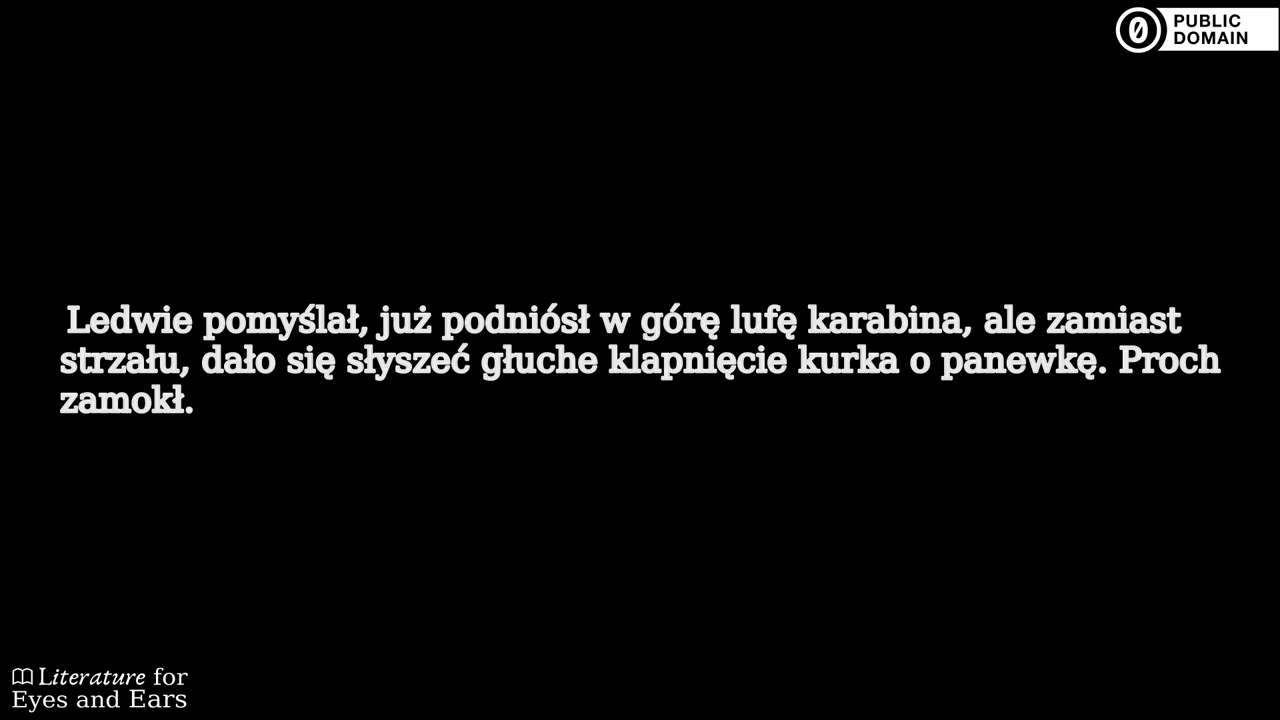 PUBLIC
DOMAIN
Ledwie pomyślał, już podniósł w górę lufę karabina, ale zamiast
strzału, dało się słyszeć głuche klapnięcie kurka o panewkę. Proch
zamokł.
Literature for
Eyes and Ears